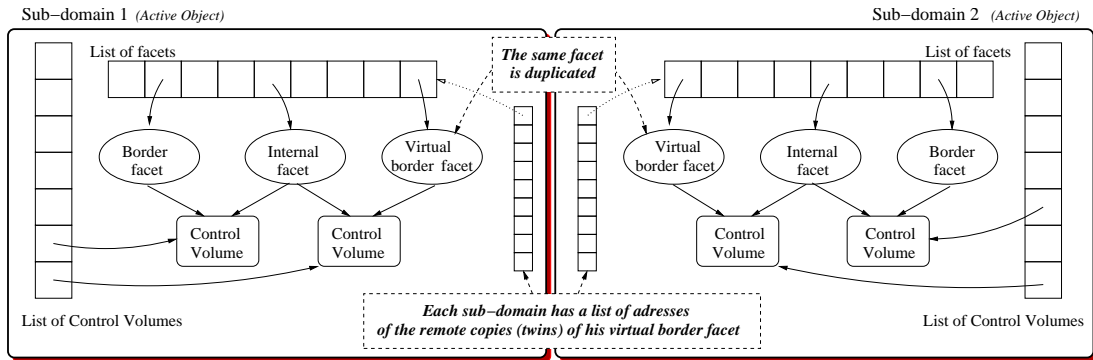 Sub−domain 1 (Active Object)
Sub−domain 2 (Active Object)
List of facets
The same facet
is duplicated
List of facets
Border
facet
Internal
facet
Virtual
border facet
Virtual
border facet
Internal
facet
Border
facet
Control
Volume
Control
Volume
Control
Volume
Control
Volume
List of Control Volumes
Each sub−domain has a list of adresses
of the remote copies (twins) of his virtual border facet
List of Control Volumes